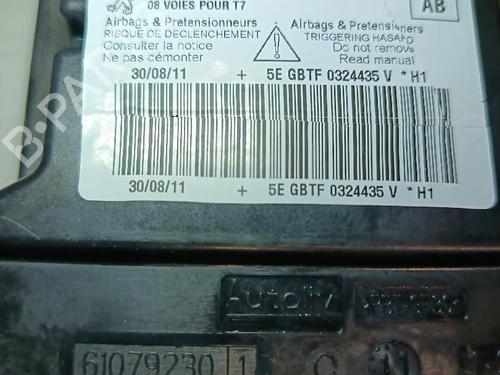 08 VOIES POUR T7
AB
Airbags & Pretensionneurs
RISQUE DE DECLENCHEMENT
Consulter la notice
Ne pas démonter
Airbags & Pretensioners
TRIGGERING HASARD
Do not remove
Read manual
30/08/11 + 5E GBTF 0324435 V * H1
30/08/11 + 5E GBTF 0324435 V * H1
Autoliv
61079230 1 C
B-PARTS